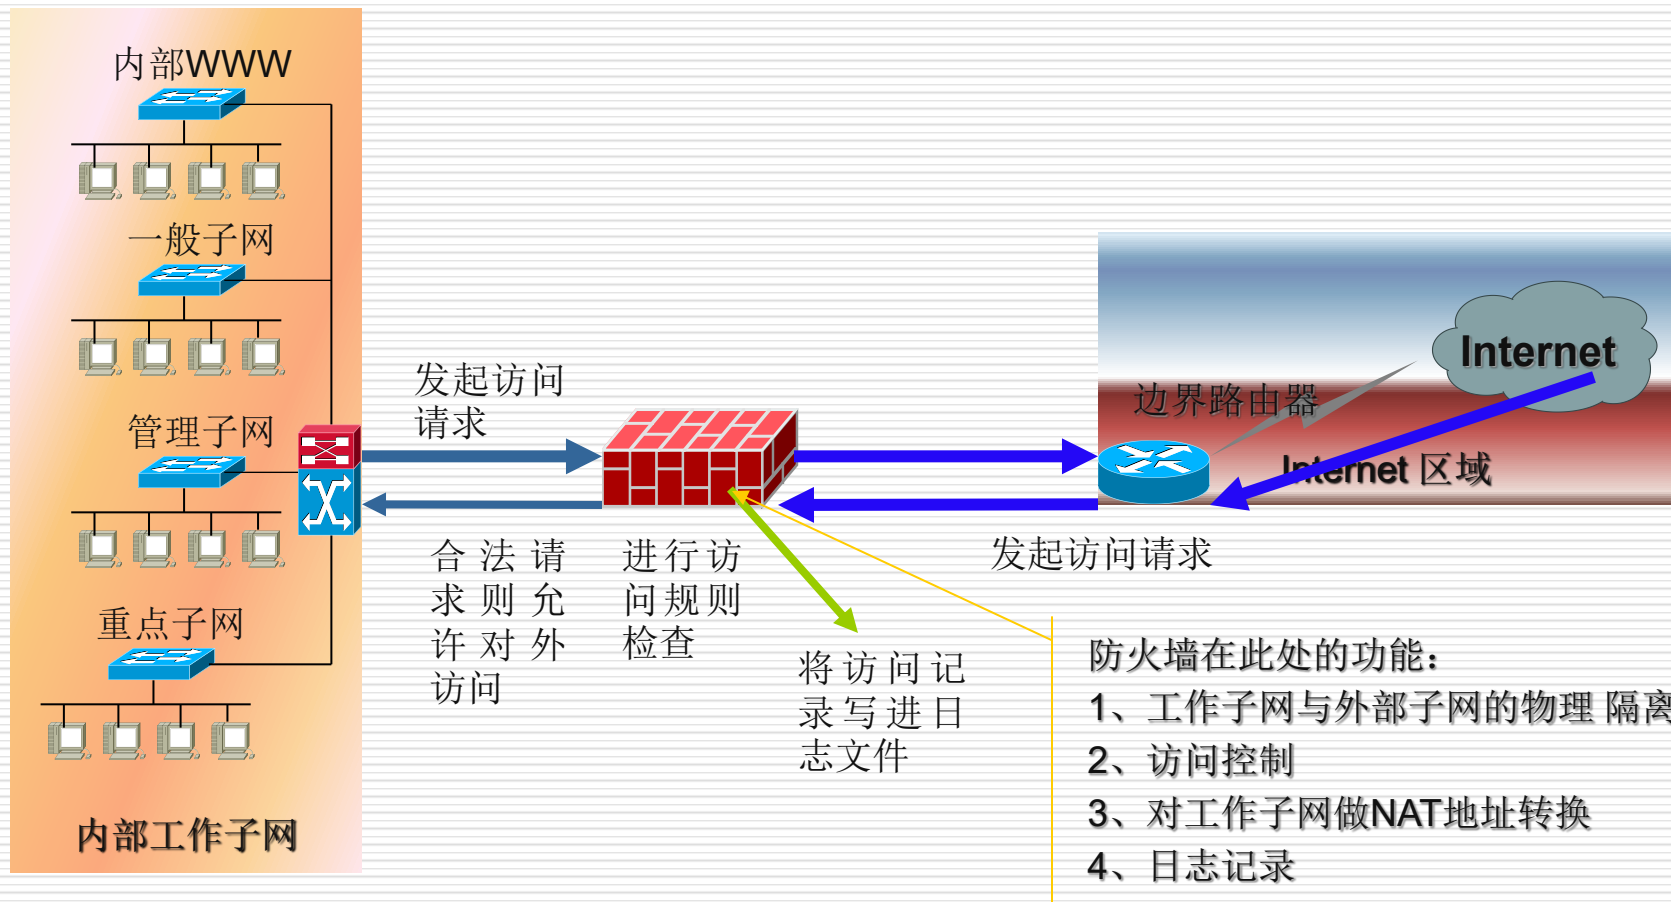 内部WWW
一般子网
管理子网
重点子网
内部工作子网
发起访问
请求
合法请
求则允
许对外
访问
进行访
问规则
检查
将访问记
录写进日
志文件
Internet
边界路由器
Internet 区域
发起访问请求
防火墙在此处的功能：
1、工作子网与外部子网的物理 隔离
2、访问控制
3、对工作子网做NAT地址转换
4、日志记录